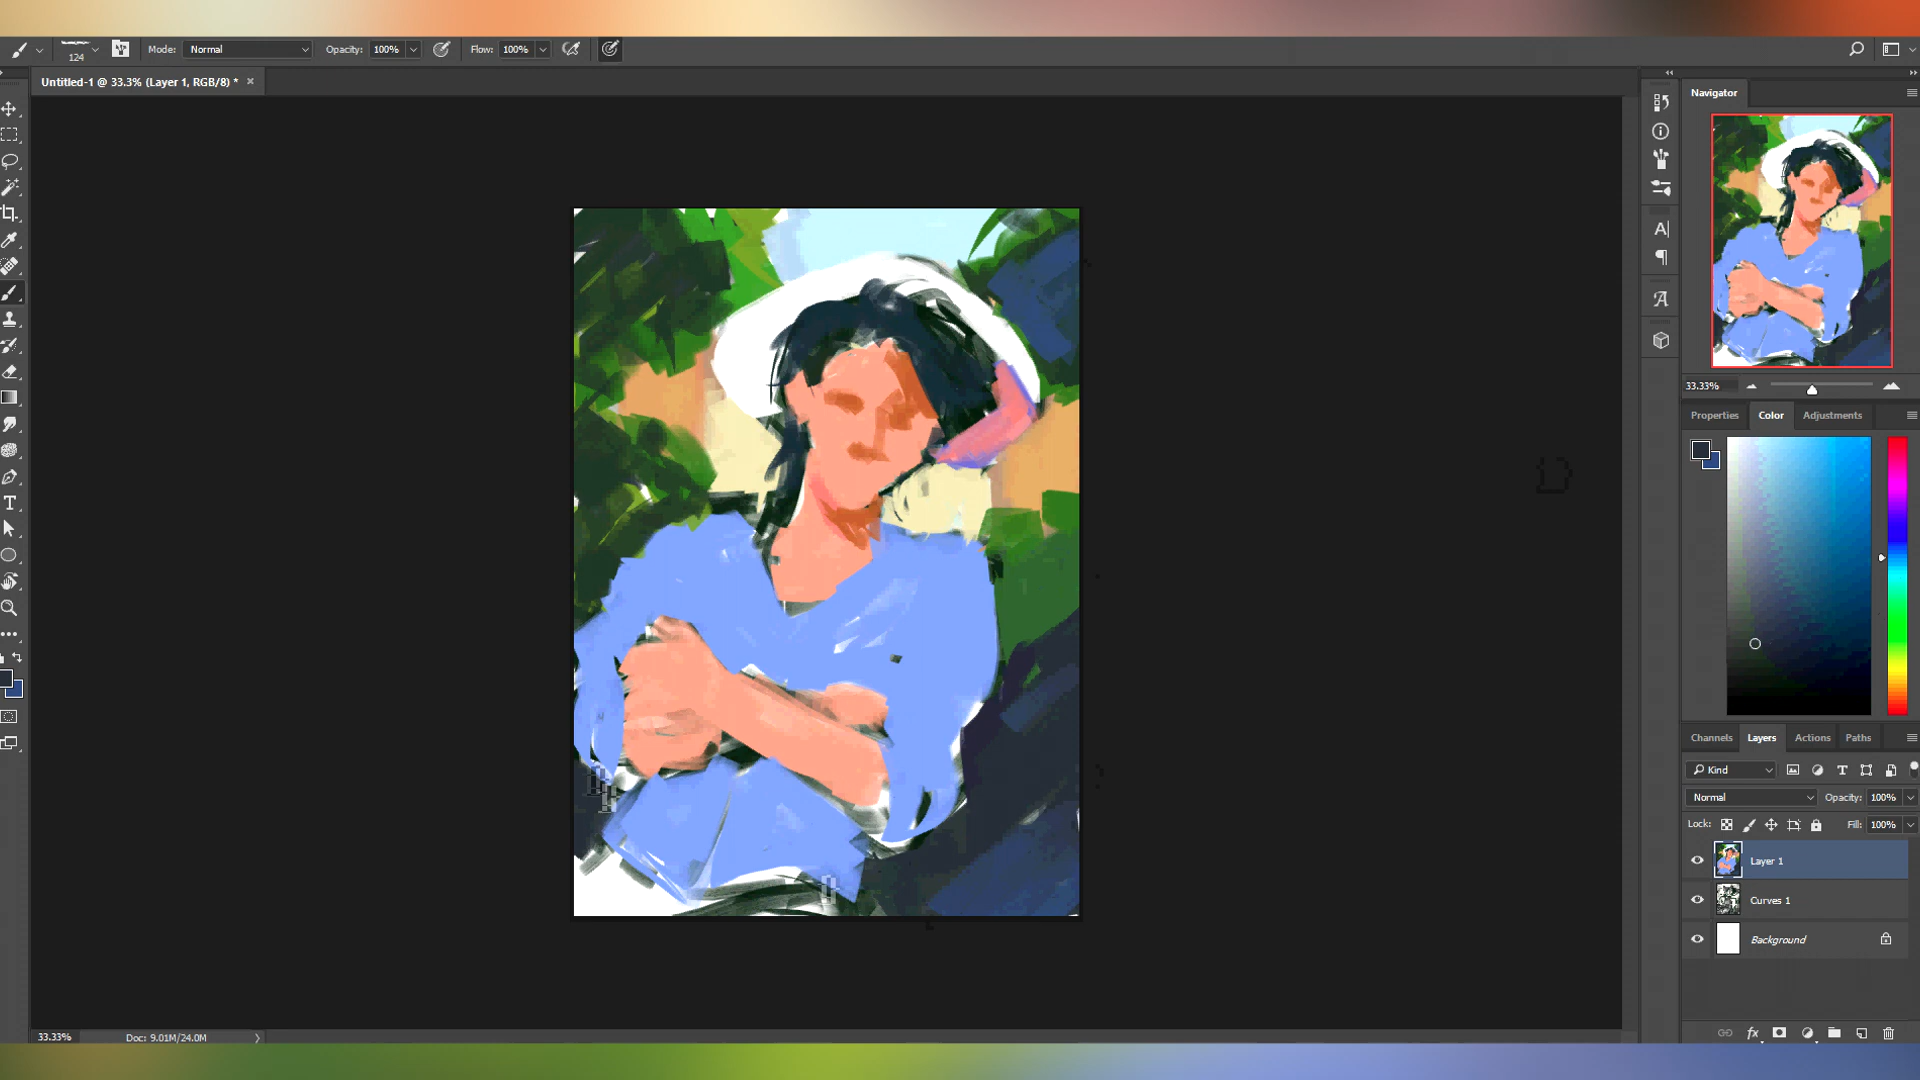 124 Mode: Normal Opacity: 100% Flow: 100%
Untitled-1 @ 33.3% (Layer 1, RGB/8) * ×
Navigator
33.33%
Properties Color Adjustments
Channels Layers Actions Paths
Kind
Normal Opacity: 100%
Lock: Fill: 100%
Layer 1
Curves 1
Background
33.33% Doc: 9.01M/24.0M